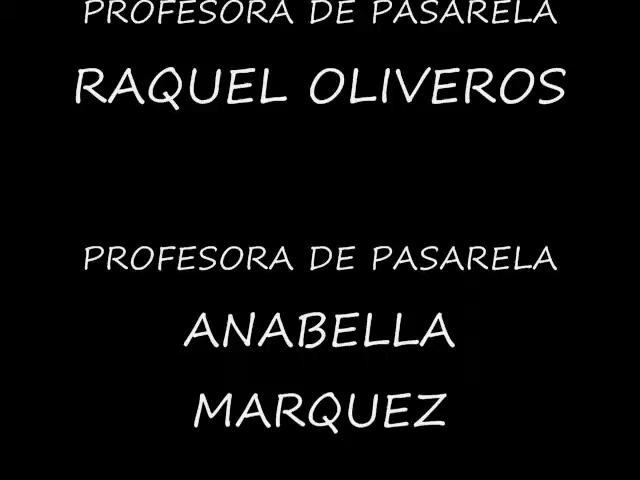 PROFESORA DE PASARELA
RAQUEL OLIVEROS
PROFESORA DE PASARELA
ANABELLA
MARQUEZ